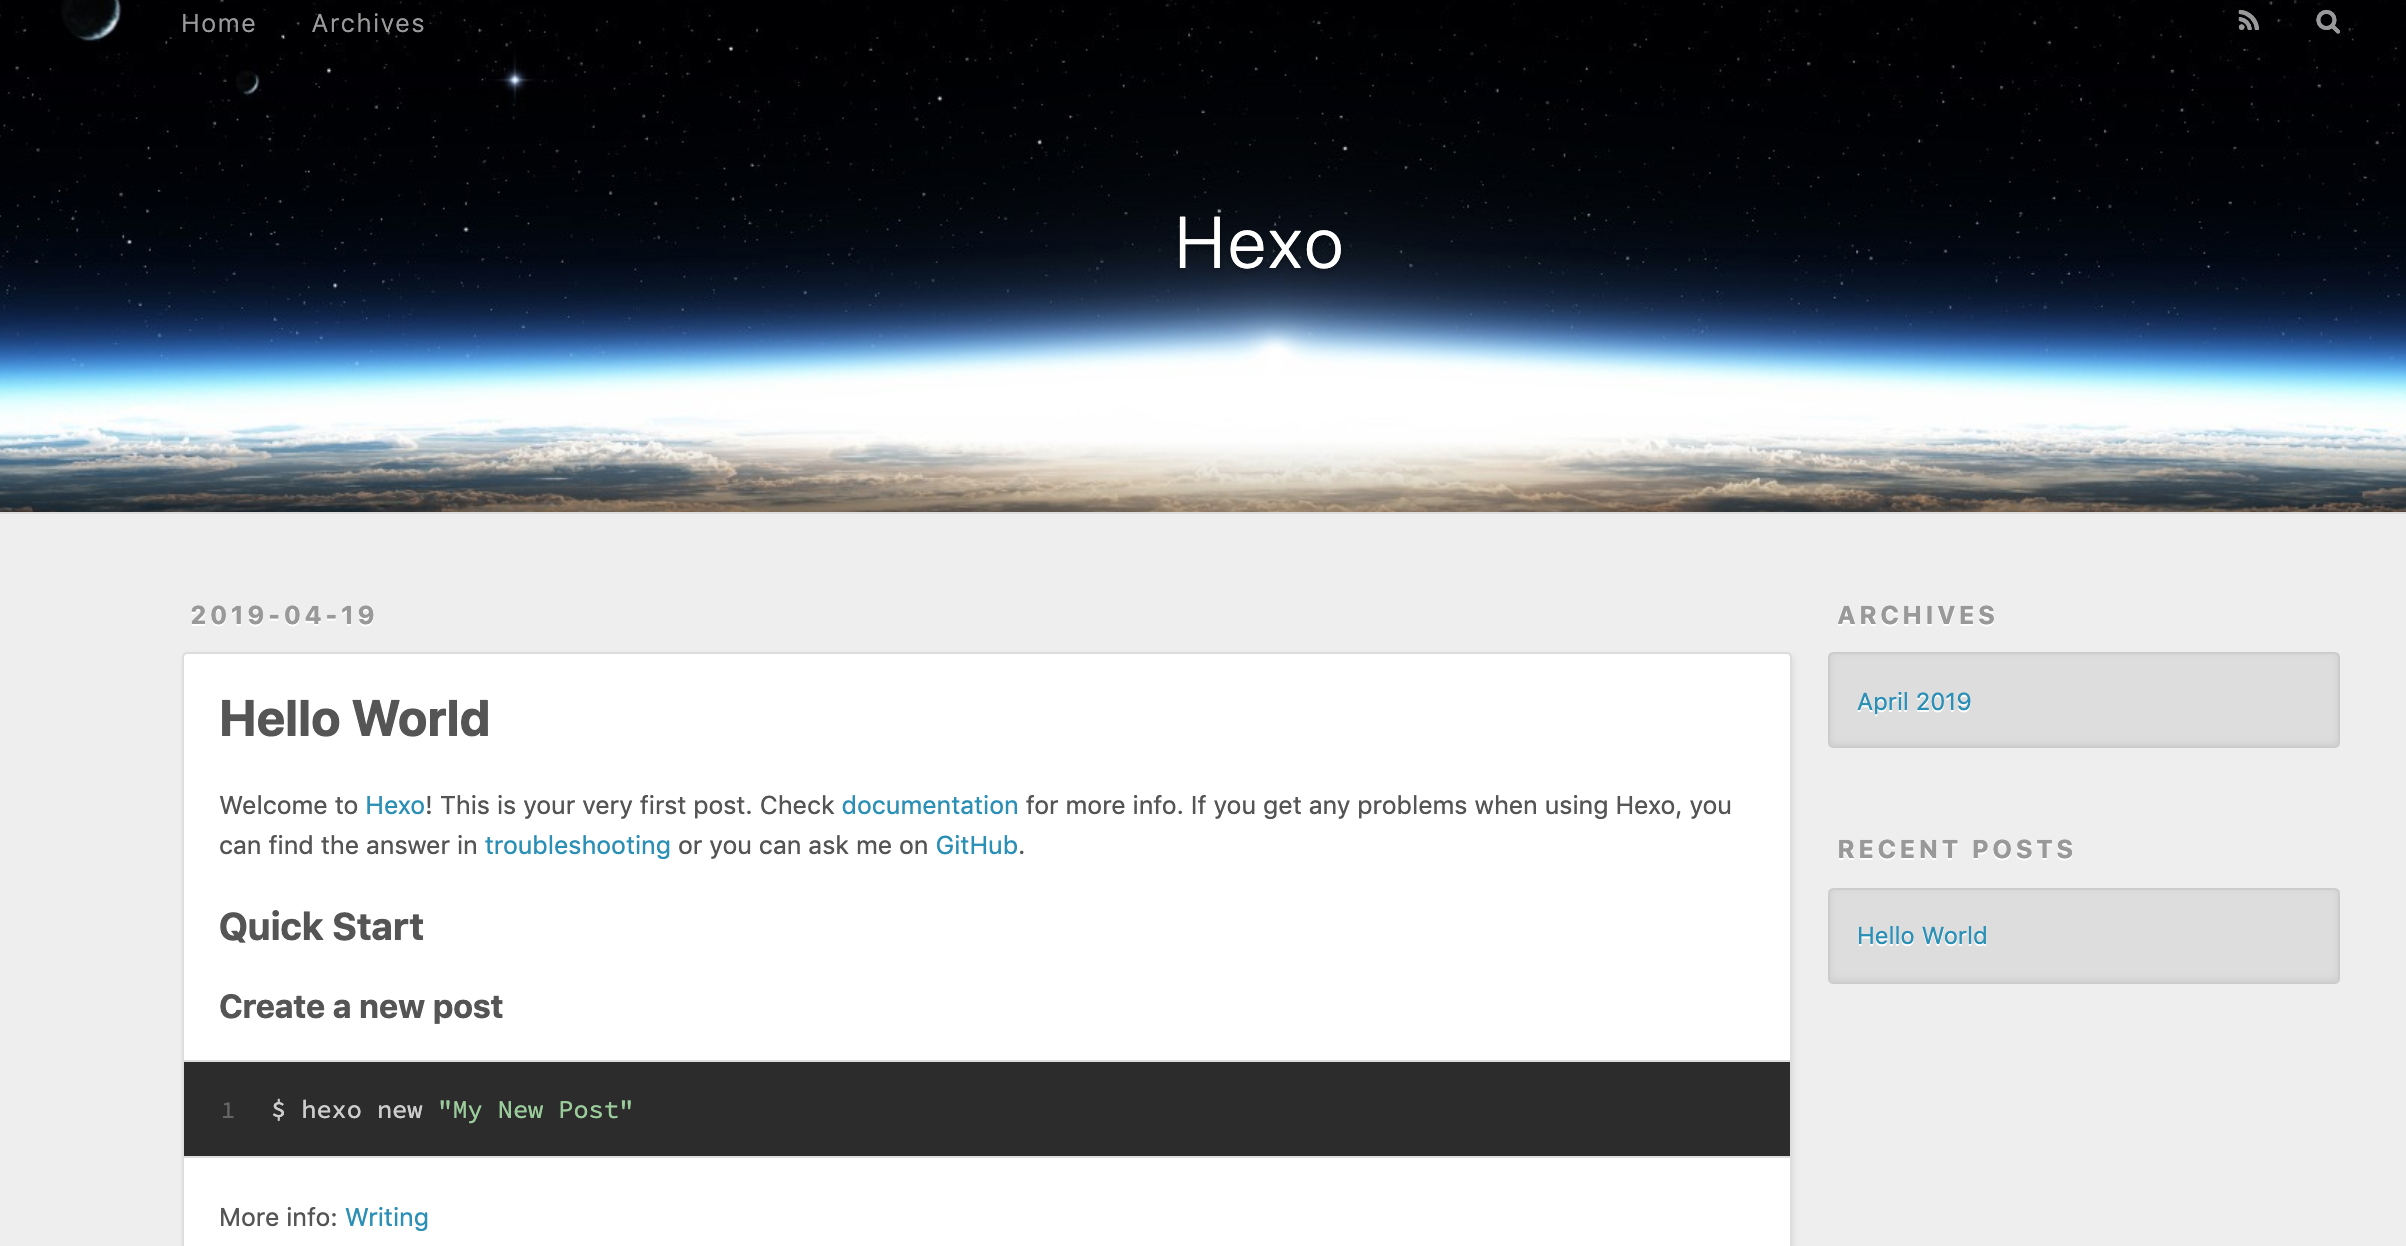 Home Archives
Hexo
2019-04-19
Hello World
Welcome to Hexo! This is your very first post. Check documentation for more info. If you get any problems when using Hexo, you
can find the answer in troubleshooting or you can ask me on GitHub.
Quick Start
Create a new post
1 $ hexo new "My New Post"
More info: Writing
ARCHIVES
April 2019
RECENT POSTS
Hello World